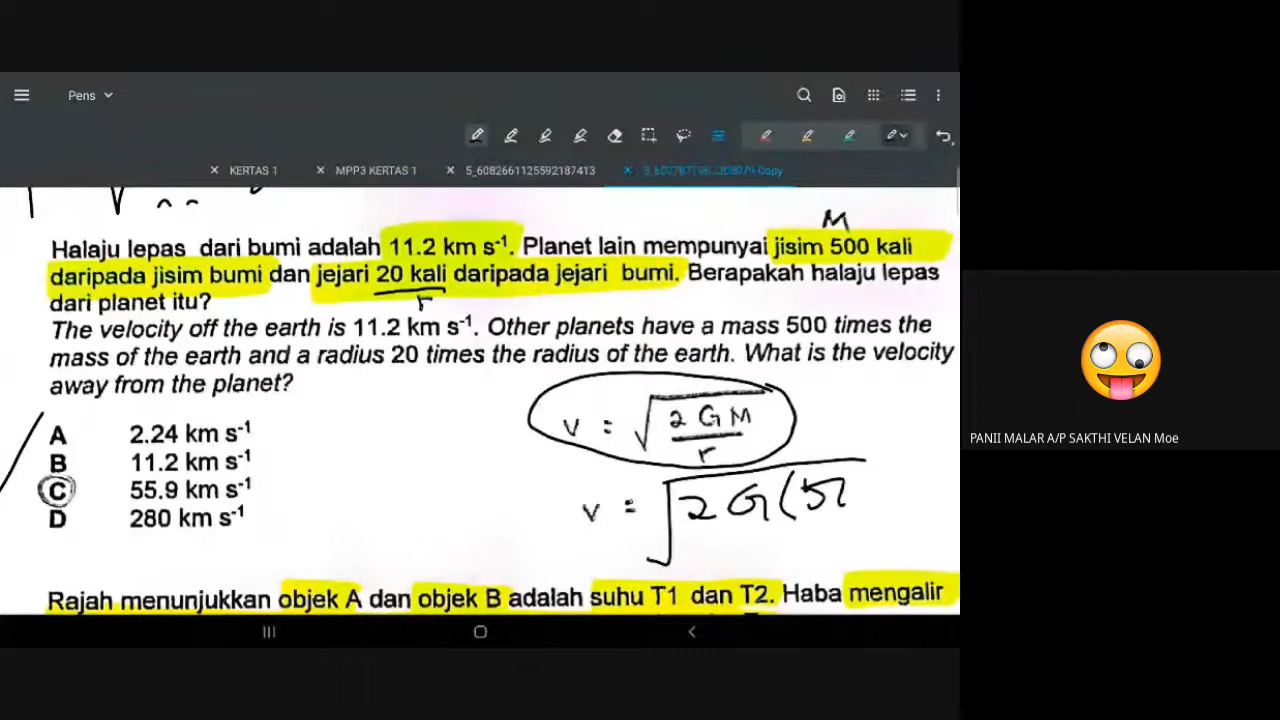 Pens
KERTAS 1
MPP3 KERTAS 1
5_6082661125592187413
M
Halaju lepas dari bumi adalah 11.2 km s⁻¹. Planet lain mempunyai jisim 500 kali
daripada jisim bumi dan jejari 20 kali daripada jejari bumi. Berapakah halaju lepas
dari planet itu?
r
The velocity off the earth is 11.2 km s⁻¹. Other planets have a mass 500 times the
mass of the earth and a radius 20 times the radius of the earth. What is the velocity
away from the planet?
A 2.24 km s⁻¹
B 11.2 km s⁻¹
C 55.9 km s⁻¹
D 280 km s⁻¹
v = √(2GM/r)
v = √2G(50
Rajah menunjukkan objek A dan objek B adalah suhu T1 dan T2. Haba mengalir
PANII MALAR A/P SAKTHI VELAN Moe